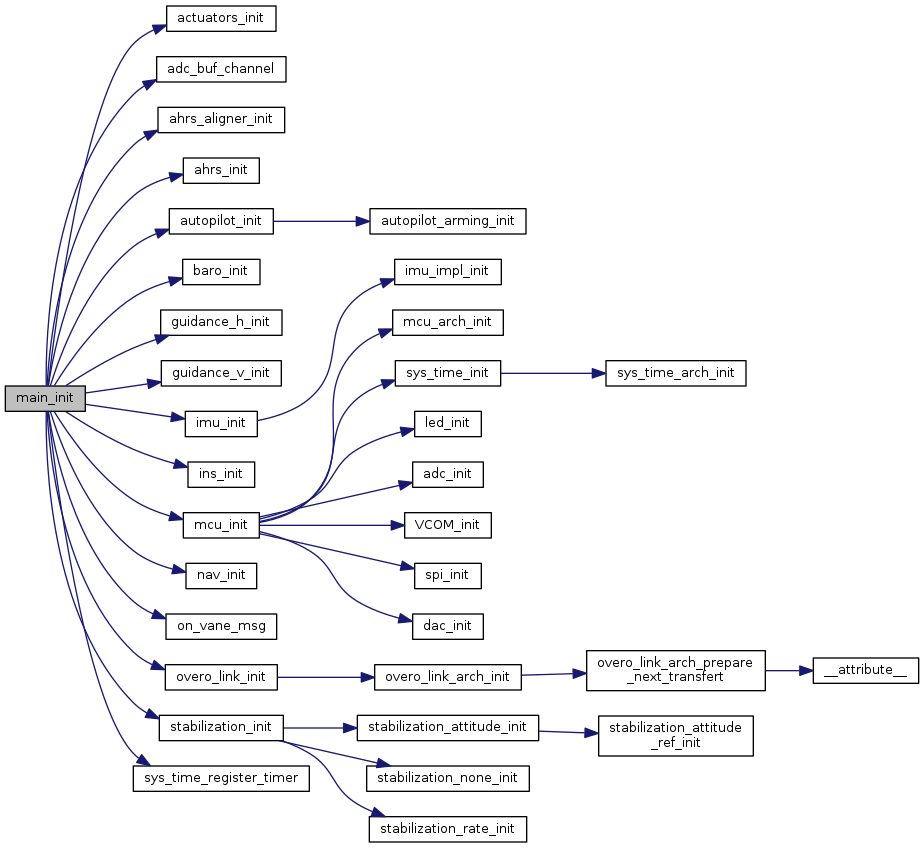 actuators_init
adc_buf_channel
ahrs_aligner_init
ahrs_init
autopilot_init
autopilot_arming_init
baro_init
imu_impl_init
guidance_h_init
mcu_arch_init
guidance_v_init
sys_time_init
sys_time_arch_init
main_init
imu_init
led_init
ins_init
adc_init
mcu_init
VCOM_init
nav_init
spi_init
on_vane_msg
dac_init
overo_link_init
overo_link_arch_init
overo_link_arch_prepare
_next_transfert
__attribute__
stabilization_init
stabilization_attitude_init
stabilization_attitude
_ref_init
sys_time_register_timer
stabilization_none_init
stabilization_rate_init